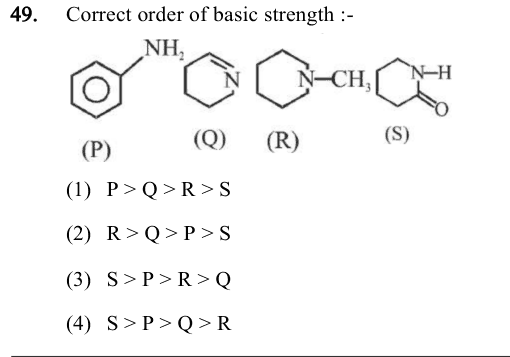 49. Correct order of basic strength :-
NH₂
N
N-CH₃
N-H
O
(P) (Q) (R) (S)
(1) P > Q > R > S
(2) R > Q > P > S
(3) S > P > R > Q
(4) S > P > Q > R